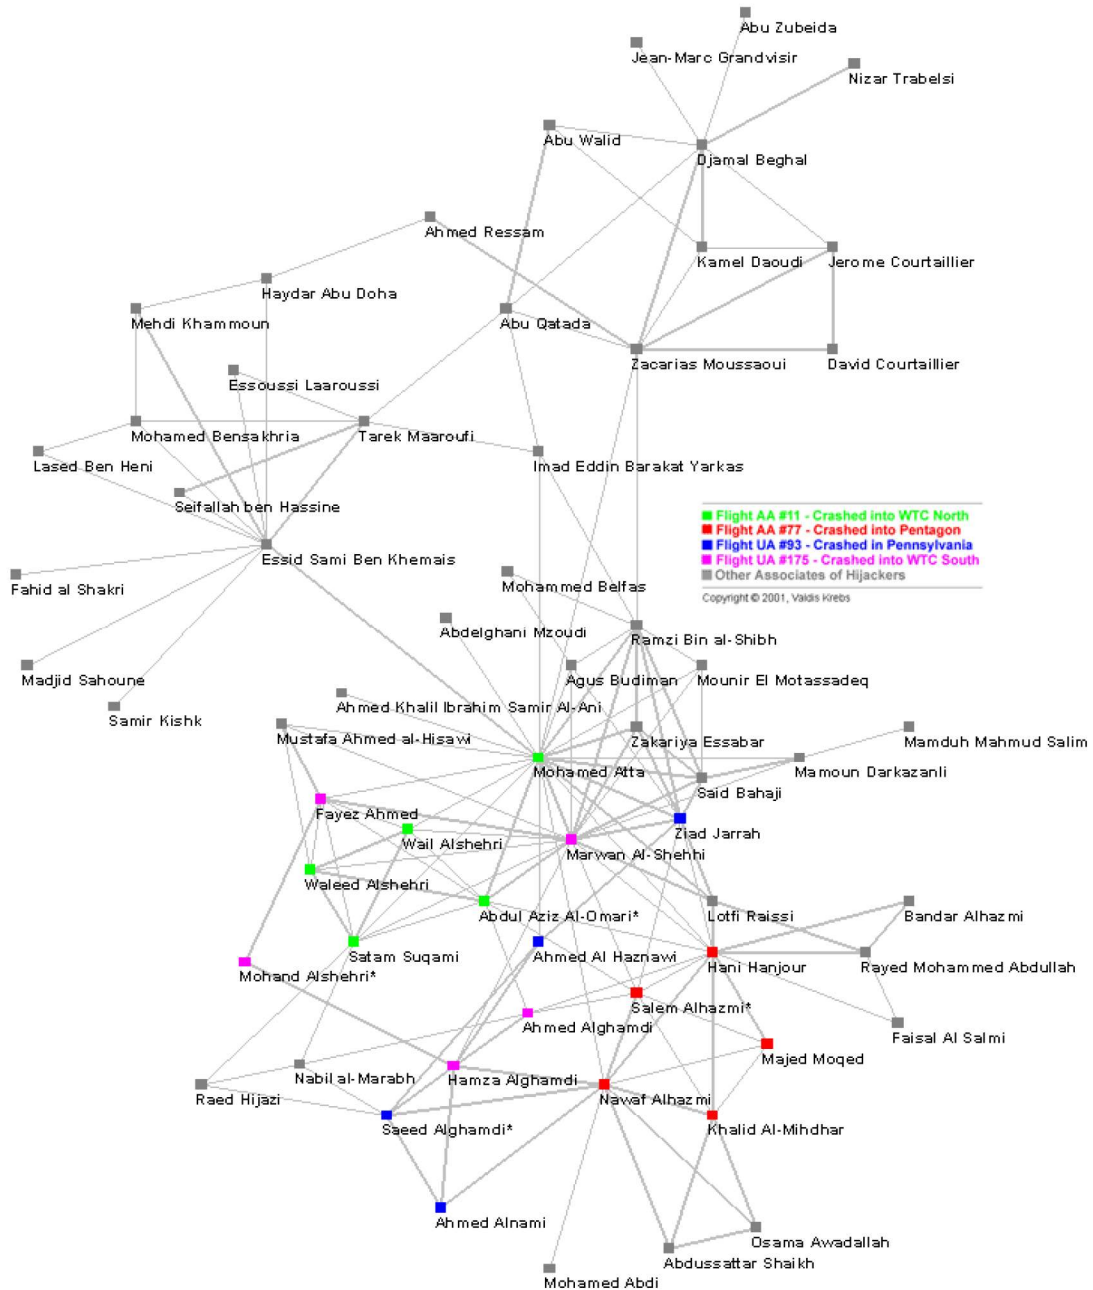 Abu Zubeida
Jean-Marc Grandvisir
Nizar Trabelsi
Abu Walid
Djamal Beghal
Ahmed Ressam
Kamel Daoudi
Jerome Courtaillier
Haydar Abu Doha
Mehdi Khammoun
Abu Qatada
Zacarias Moussaoui
David Courtaillier
Essoussi Laaroussi
Mohamed Bensakhria
Tarek Maaroufi
Lased Ben Heni
Imad Eddin Barakat Yarkas
Seifallah ben Hassine
Flight AA #11 - Crashed into WTC North
Flight AA #77 - Crashed into Pentagon
Flight UA #93 - Crashed in Pennsylvania
Flight UA #175 - Crashed into WTC South
Other Associates of Hijackers
Copyright © 2001, Valdis Krebs
Essid Sami Ben Khemais
Fahid al Shakri
Mohammed Belfas
Abdelghani Mzoudi
Ramzi Bin al-Shibh
Madjid Sahoune
Agus Budiman
Mounir El Motassadeq
Samir Kishk
Ahmed Khalil Ibrahim Samir Al-Ani
Mustafa Ahmed al-Hisawi
Zakariya Essabar
Mamduh Mahmud Salim
Mohamed Atta
Mamoun Darkazanli
Said Bahaji
Fayez Ahmed
Ziad Jarrah
Wail Alshehri
Marwan Al-Shehhi
Waleed Alshehri
Abdul Aziz Al-Omari*
Lotfi Raissi
Bandar Alhazmi
Satam Suqami
Ahmed Al Haznawi
Hani Hanjour
Rayed Mohammed Abdullah
Mohand Alshehri*
Salem Alhazmi*
Ahmed Alghamdi
Faisal Al Salmi
Majed Moqed
Nabil al-Marabh
Hamza Alghamdi
Raed Hijazi
Nawaf Alhazmi
Saeed Alghamdi*
Khalid Al-Mihdhar
Ahmed Alnami
Osama Awadallah
Abdussattar Shaikh
Mohamed Abdi